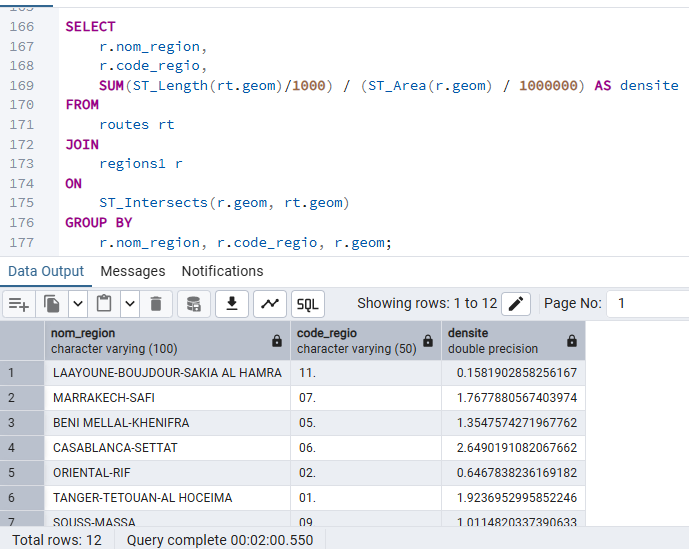 166 SELECT
167 r.nom_region,
168 r.code_regio,
169 SUM(ST_Length(rt.geom)/1000) / (ST_Area(r.geom) / 1000000) AS densite
170 FROM
171 routes rt
172 JOIN
173 regions1 r
174 ON
175 ST_Intersects(r.geom, rt.geom)
176 GROUP BY
177 r.nom_region, r.code_regio, r.geom;
Data Output Messages Notifications
SQL Showing rows: 1 to 12 Page No: 1
nom_region code_regio densite
character varying (100) character varying (50) double precision
1 LAAYOUNE-BOUJDOUR-SAKIA AL HAMRA 11. 0.1581902858256167
2 MARRAKECH-SAFI 07. 1.7677880567403974
3 BENI MELLAL-KHENIFRA 05. 1.3547574271967762
4 CASABLANCA-SETTAT 06. 2.6490191082067662
5 ORIENTAL-RIF 02. 0.6467838236169182
6 TANGER-TETOUAN-AL HOCEIMA 01. 1.9236952995852246
7 SOUSS-MASSA 09. 1.0114820337390633
Total rows: 12 Query complete 00:02:00.550